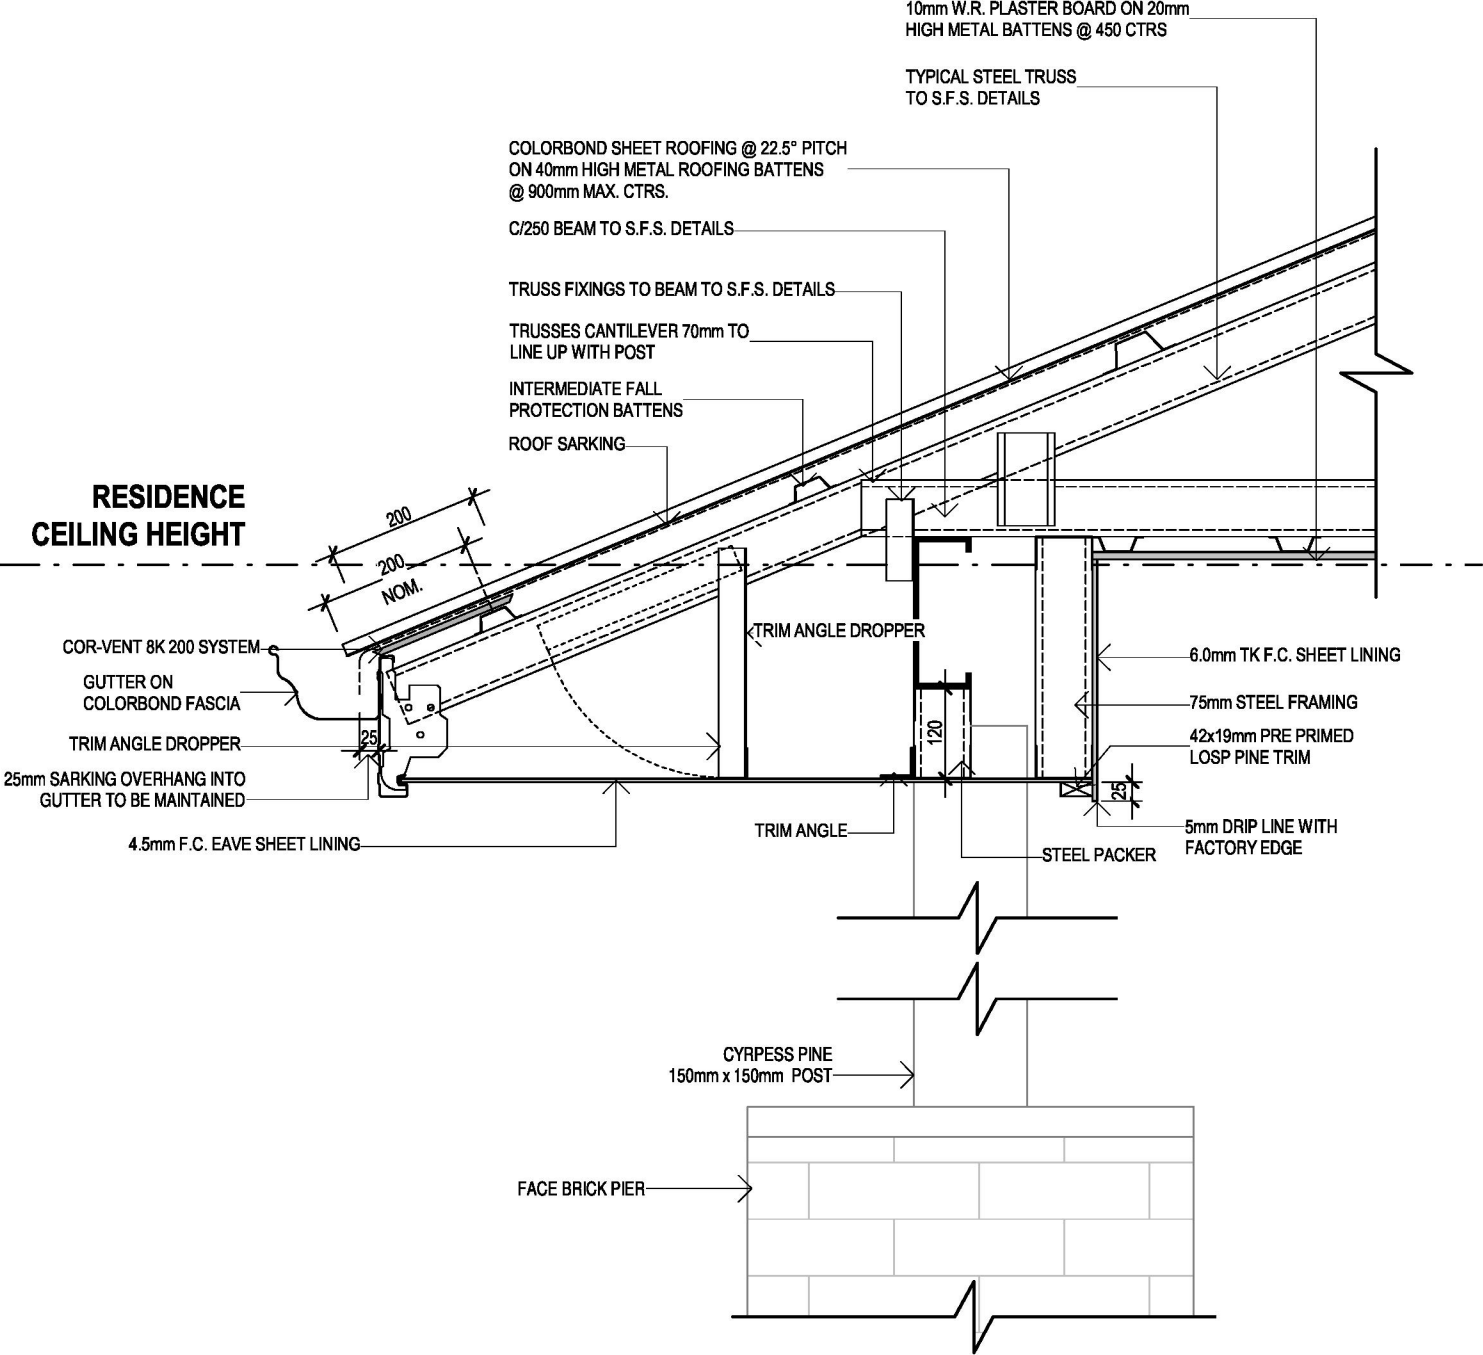 10mm W.R. PLASTER BOARD ON 20mm
HIGH METAL BATTENS @ 450 CTRS
TYPICAL STEEL TRUSS
TO S.F.S. DETAILS
COLORBOND SHEET ROOFING @ 22.5° PITCH
ON 40mm HIGH METAL ROOFING BATTENS
@ 900mm MAX. CTRS.
C/250 BEAM TO S.F.S. DETAILS
TRUSS FIXINGS TO BEAM TO S.F.S. DETAILS
TRUSSES CANTILEVER 70mm TO
LINE UP WITH POST
INTERMEDIATE FALL
PROTECTION BATTENS
ROOF SARKING
RESIDENCE
CEILING HEIGHT
200
200
NOM.
COR-VENT 8K 200 SYSTEM
GUTTER ON
COLORBOND FASCIA
TRIM ANGLE DROPPER
25
25mm SARKING OVERHANG INTO
GUTTER TO BE MAINTAINED
4.5mm F.C. EAVE SHEET LINING
TRIM ANGLE DROPPER
120
TRIM ANGLE
STEEL PACKER
6.0mm TK F.C. SHEET LINING
75mm STEEL FRAMING
42x19mm PRE PRIMED
LOSP PINE TRIM
25
5mm DRIP LINE WITH
FACTORY EDGE
CYRPESS PINE
150mm x 150mm POST
FACE BRICK PIER